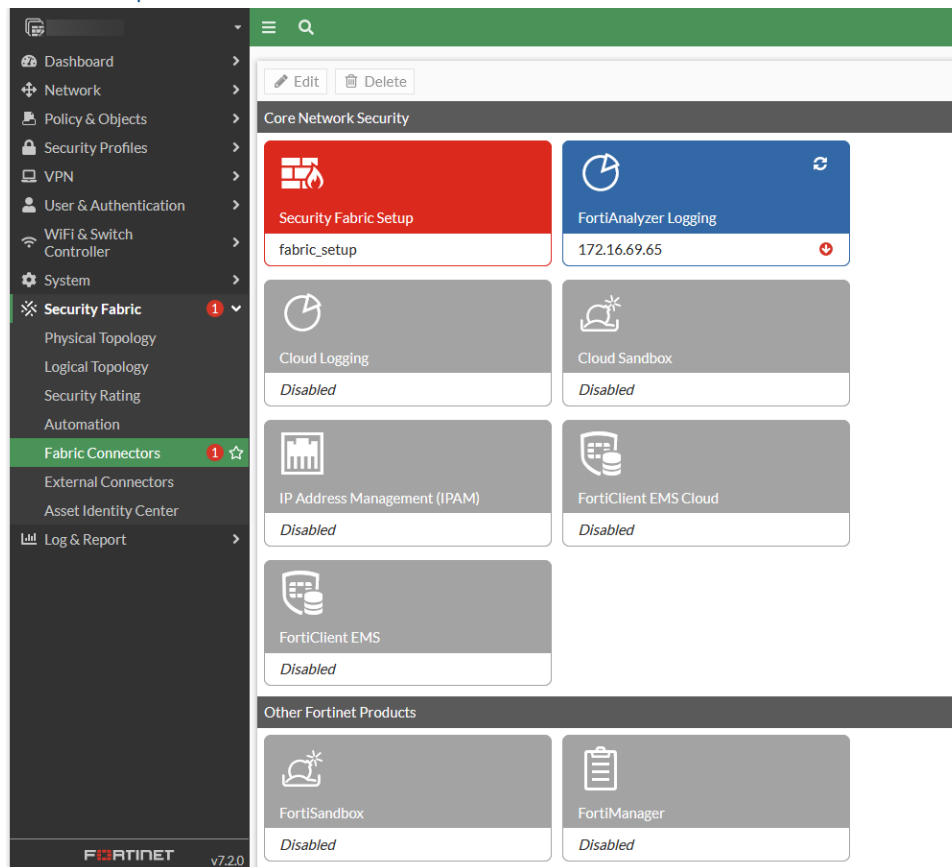 Dashboard
Network
Policy & Objects
Security Profiles
VPN
User & Authentication
WiFi & Switch
Controller
System
Security Fabric 1
Physical Topology
Logical Topology
Security Rating
Automation
Fabric Connectors 1
External Connectors
Asset Identity Center
Log & Report
FORTINET v7.2.0
Edit Delete
Core Network Security
Security Fabric Setup
fabric_setup
FortiAnalyzer Logging
172.16.69.65
Cloud Logging
Disabled
Cloud Sandbox
Disabled
IP Address Management (IPAM)
Disabled
FortiClient EMS Cloud
Disabled
FortiClient EMS
Disabled
Other Fortinet Products
FortiSandbox
Disabled
FortiManager
Disabled